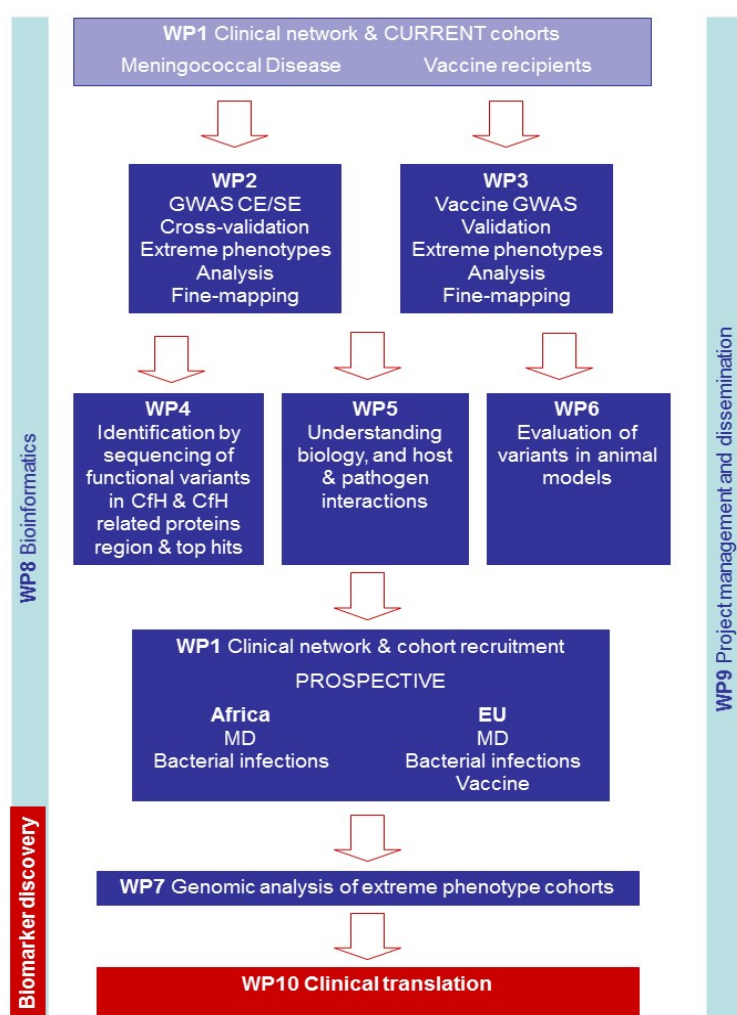 WP1 Clinical network & CURRENT cohorts
Meningococcal Disease
Vaccine recipients
WP2
GWAS CE/SE
Cross-validation
Extreme phenotypes
Analysis
Fine-mapping
WP3
Vaccine GWAS
Validation
Extreme phenotypes
Analysis
Fine-mapping
WP4
Identification by
sequencing of
functional variants
in CfH & CfH
related proteins
region & top hits
WP5
Understanding
biology, and host
& pathogen
interactions
WP6
Evaluation of
variants in animal
models
WP1 Clinical network & cohort recruitment
PROSPECTIVE
Africa
MD
Bacterial infections
EU
MD
Bacterial infections
Vaccine
WP7 Genomic analysis of extreme phenotype cohorts
WP10 Clinical translation
WP8 Bioinformatics
Biomarker discovery
WP9 Project management and dissemination